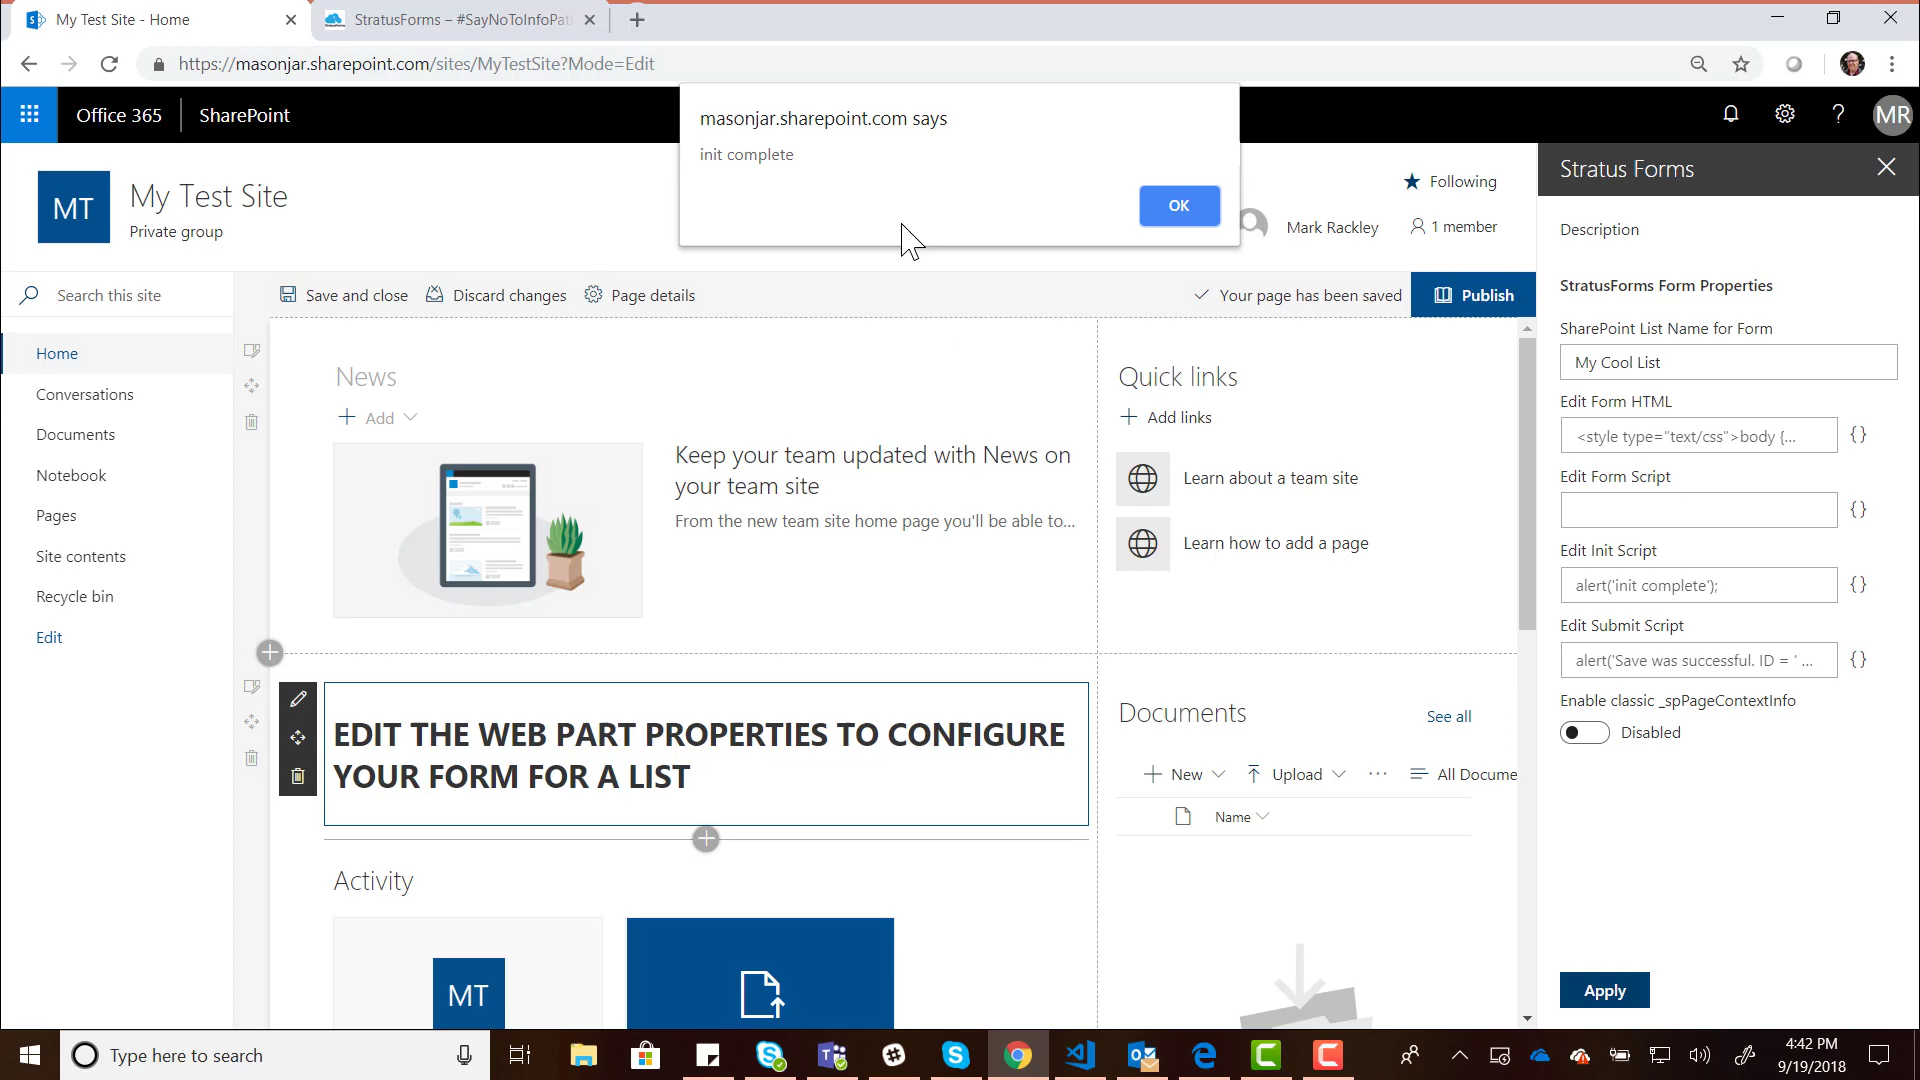 My Test Site - Home
StratusForms – #SayNoToInfoPat
https://masonjar.sharepoint.com/sites/MyTestSite?Mode=Edit
Office 365
SharePoint
MR
masonjar.sharepoint.com says
init complete
OK
MT
My Test Site
Private group
Following
Mark Rackley
1 member
Stratus Forms
Search this site
Save and close
Discard changes
Page details
Your page has been saved
Publish
Home
Conversations
Documents
Notebook
Pages
Site contents
Recycle bin
Edit
News
Add
Keep your team updated with News on
your team site
From the new team site home page you'll be able to...
Quick links
Add links
Learn about a team site
Learn how to add a page
EDIT THE WEB PART PROPERTIES TO CONFIGURE
YOUR FORM FOR A LIST
Documents
See all
New
Upload
All Docume
Name
Activity
MT
Description
StratusForms Form Properties
SharePoint List Name for Form
My Cool List
Edit Form HTML
<style type="text/css">body {...
{}
Edit Form Script
{}
Edit Init Script
alert('init complete');
{}
Edit Submit Script
alert('Save was successful. ID = ' ...
{}
Enable classic _spPageContextInfo
Disabled
Apply
Type here to search
4:42 PM
9/19/2018